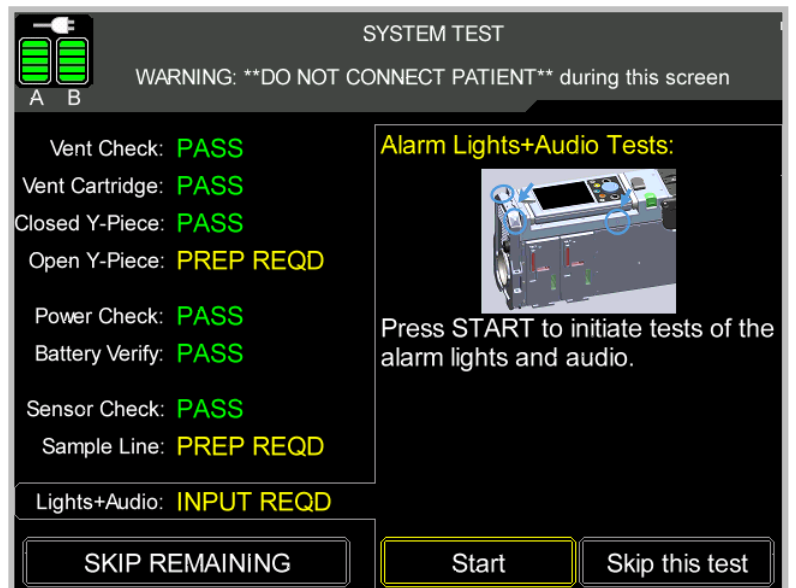 SYSTEM TEST
WARNING: **DO NOT CONNECT PATIENT** during this screen
A B
Vent Check: PASS
Vent Cartridge: PASS
Closed Y-Piece: PASS
Open Y-Piece: PREP REQD
Power Check: PASS
Battery Verify: PASS
Sensor Check: PASS
Sample Line: PREP REQD
Lights+Audio: INPUT REQD
SKIP REMAINING
Alarm Lights+Audio Tests:
Press START to initiate tests of the
alarm lights and audio.
Start
Skip this test